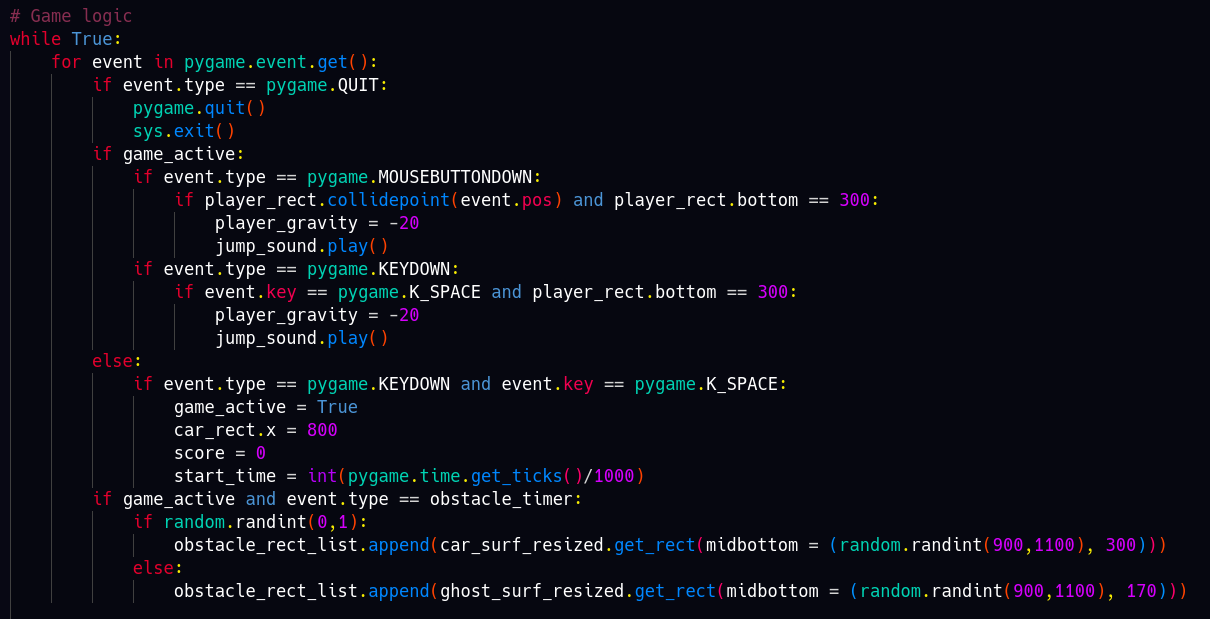 # Game logic
while True:
    for event in pygame.event.get():
        if event.type == pygame.QUIT:
            pygame.quit()
            sys.exit()
        if game_active:
            if event.type == pygame.MOUSEBUTTONDOWN:
                if player_rect.collidepoint(event.pos) and player_rect.bottom == 300:
                    player_gravity = -20
                    jump_sound.play()
            if event.type == pygame.KEYDOWN:
                if event.key == pygame.K_SPACE and player_rect.bottom == 300:
                    player_gravity = -20
                    jump_sound.play()
        else:
            if event.type == pygame.KEYDOWN and event.key == pygame.K_SPACE:
                game_active = True
                car_rect.x = 800
                score = 0
                start_time = int(pygame.time.get_ticks()/1000)
        if game_active and event.type == obstacle_timer:
            if random.randint(0,1):
                obstacle_rect_list.append(car_surf_resized.get_rect(midbottom = (random.randint(900,1100), 300)))
            else:
                obstacle_rect_list.append(ghost_surf_resized.get_rect(midbottom = (random.randint(900,1100), 170)))